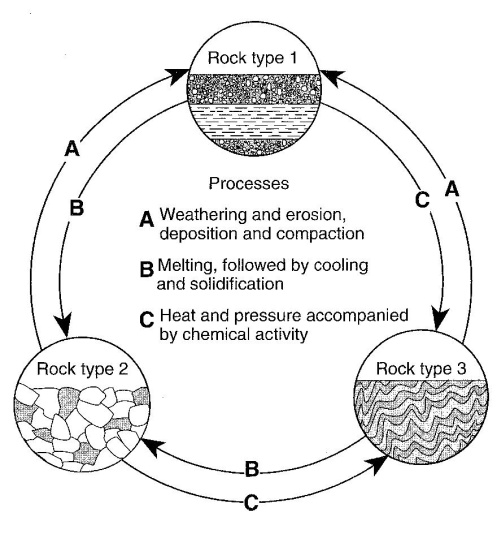 Rock type 1
A
A
B
C
Processes
A Weathering and erosion,
deposition and compaction
B Melting, followed by cooling
and solidification
C Heat and pressure accompanied
by chemical activity
Rock type 2
Rock type 3
B
C